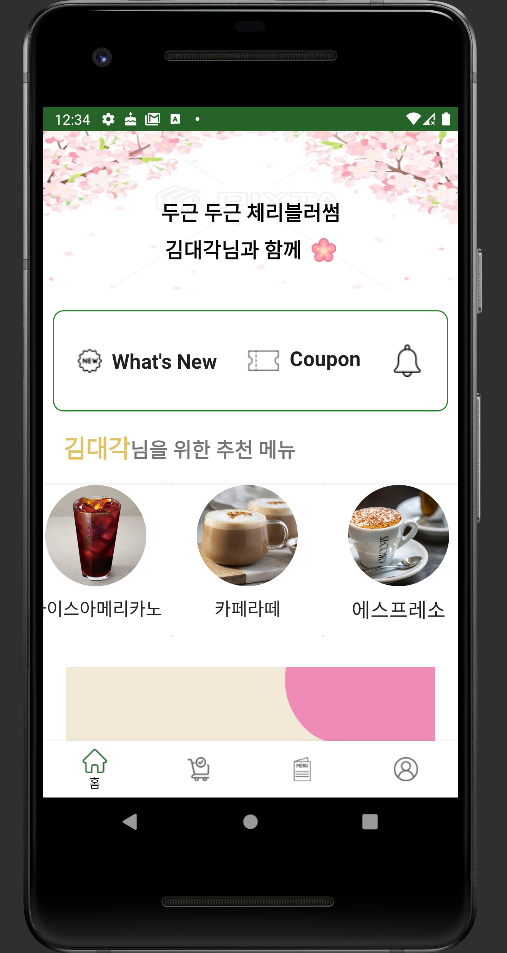 12:34
두근 두근 체리블러썸
김대각님과 함께
NEW What's New
Coupon
김대각님을 위한 추천 메뉴
이스아메리카노
카페라떼
에스프레소
MENU
홈